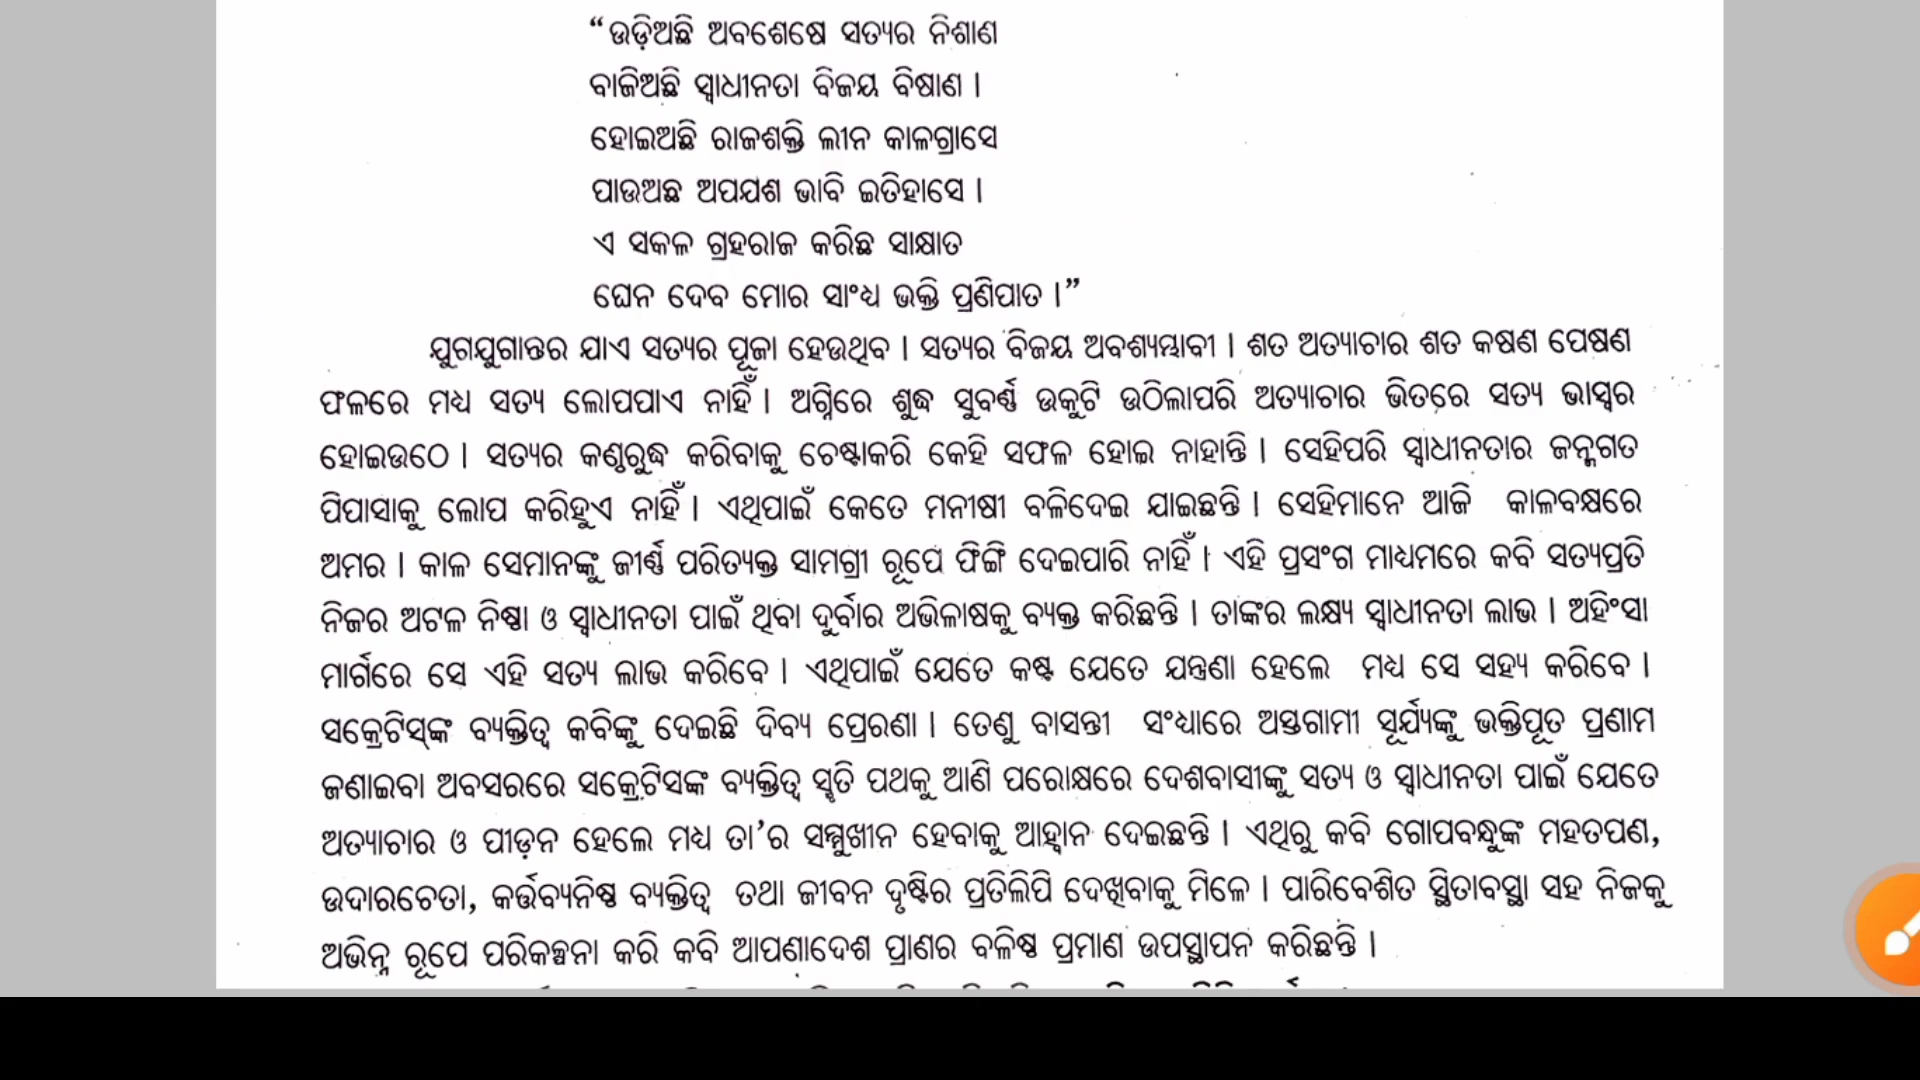 “ଉଡ଼ିଅଛି ଅବଶେଷେ ସତ୍ୟର ନିଶାଣ
ବାଜିଅଛି ସ୍ୱାଧୀନତା ବିଜୟ ବିଷାଣ ।
ହୋଇଅଛି ରାଜଶକ୍ତି ଲୀନ କାଳଗ୍ରାସେ
ପାଉଅଛ ଅପଯଶ ଭାବି ଇତିହାସେ ।
ଏ ସକଳ ଗ୍ରହରାଜ କରିଛ ସାକ୍ଷାତ
ଘେନ ଦେବ ମୋର ସାଂଧ୍ୟ ଭକ୍ତି ପ୍ରଣିପାତ ।”
ଯୁଗଯୁଗାନ୍ତର ଯାଏ ସତ୍ୟର ପୂଜା ହେଉଥିବ । ସତ୍ୟର ବିଜୟ ଅବଶ୍ୟମ୍ଭାବୀ । ଶତ ଅତ୍ୟାଚାର ଶତ କଷଣ ପେଷଣ
ଫଳରେ ମଧ୍ୟ ସତ୍ୟ ଲୋପପାଏ ନାହିଁ । ଅଗ୍ନିରେ ଶୁଦ୍ଧ ସୁବର୍ଣ୍ଣ ଉକୁଟି ଉଠିଲାପରି ଅତ୍ୟାଚାର ଭିତରେ ସତ୍ୟ ଭାସ୍ୱର
ହୋଇଉଠେ । ସତ୍ୟର କଣ୍ଠରୁଦ୍ଧ କରିବାକୁ ଚେଷ୍ଟାକରି କେହି ସଫଳ ହୋଇ ନାହାନ୍ତି । ସେହିପରି ସ୍ୱାଧୀନତାର ଜନ୍ମଗତ
ପିପାସାକୁ ଲୋପ କରିହୁଏ ନାହିଁ । ଏଥିପାଇଁ କେତେ ମନୀଷୀ ବଳିଦେଇ ଯାଇଛନ୍ତି । ସେହିମାନେ ଆଜି କାଳବକ୍ଷରେ
ଅମର । କାଳ ସେମାନଙ୍କୁ ଜୀର୍ଣ୍ଣ ପରିତ୍ୟକ୍ତ ସାମଗ୍ରୀ ରୂପେ ଫିଙ୍ଗି ଦେଇପାରି ନାହିଁ । ଏହି ପ୍ରସଂଗ ମାଧ୍ୟମରେ କବି ସତ୍ୟପ୍ରତି
ନିଜର ଅଟଳ ନିଷ୍ଠା ଓ ସ୍ୱାଧୀନତା ପାଇଁ ଥିବା ଦୁର୍ବାର ଅଭିଳାଷକୁ ବ୍ୟକ୍ତ କରିଛନ୍ତି । ତାଙ୍କର ଲକ୍ଷ୍ୟ ସ୍ୱାଧୀନତା ଲାଭ । ଅହିଂସା
ମାର୍ଗରେ ସେ ଏହି ସତ୍ୟ ଲାଭ କରିବେ । ଏଥିପାଇଁ ଯେତେ କଷ୍ଟ ଯେତେ ଯନ୍ତ୍ରଣା ହେଲେ ମଧ୍ୟ ସେ ସହ୍ୟ କରିବେ ।
ସକ୍ରେଟିସ୍‌ଙ୍କ ବ୍ୟକ୍ତିତ୍ୱ କବିଙ୍କୁ ଦେଇଛି ଦିବ୍ୟ ପ୍ରେରଣା । ତେଣୁ ବାସନ୍ତୀ ସଂଧ୍ୟାରେ ଅସ୍ତଗାମୀ ସୂର୍ଯ୍ୟଙ୍କୁ ଭକ୍ତିପୂତ ପ୍ରଣାମ
ଜଣାଇବା ଅବସରରେ ସକ୍ରେଟିସଙ୍କ ବ୍ୟକ୍ତିତ୍ୱ ସ୍ମୃତି ପଥକୁ ଆଣି ପରୋକ୍ଷରେ ଦେଶବାସୀଙ୍କୁ ସତ୍ୟ ଓ ସ୍ୱାଧୀନତା ପାଇଁ ଯେତେ
ଅତ୍ୟାଚାର ଓ ପୀଡ଼ନ ହେଲେ ମଧ୍ୟ ତା’ର ସମ୍ମୁଖୀନ ହେବାକୁ ଆହ୍ୱାନ ଦେଇଛନ୍ତି । ଏଥିରୁ କବି ଗୋପବନ୍ଧୁଙ୍କ ମହତପଣ,
ଉଦାରଚେତା, କର୍ତ୍ତବ୍ୟନିଷ୍ଠ ବ୍ୟକ୍ତିତ୍ୱ ତଥା ଜୀବନ ଦୃଷ୍ଟିର ପ୍ରତିଲିପି ଦେଖିବାକୁ ମିଳେ । ପାରିବେଶିତ ସ୍ଥିତାବସ୍ଥା ସହ ନିଜକୁ
ଅଭିନ୍ନ ରୂପେ ପରିକଳ୍ପନା କରି କବି ଆପଣାଦେଶ ପ୍ରାଣର ବଳିଷ୍ଠ ପ୍ରମାଣ ଉପସ୍ଥାପନ କରିଛନ୍ତି ।